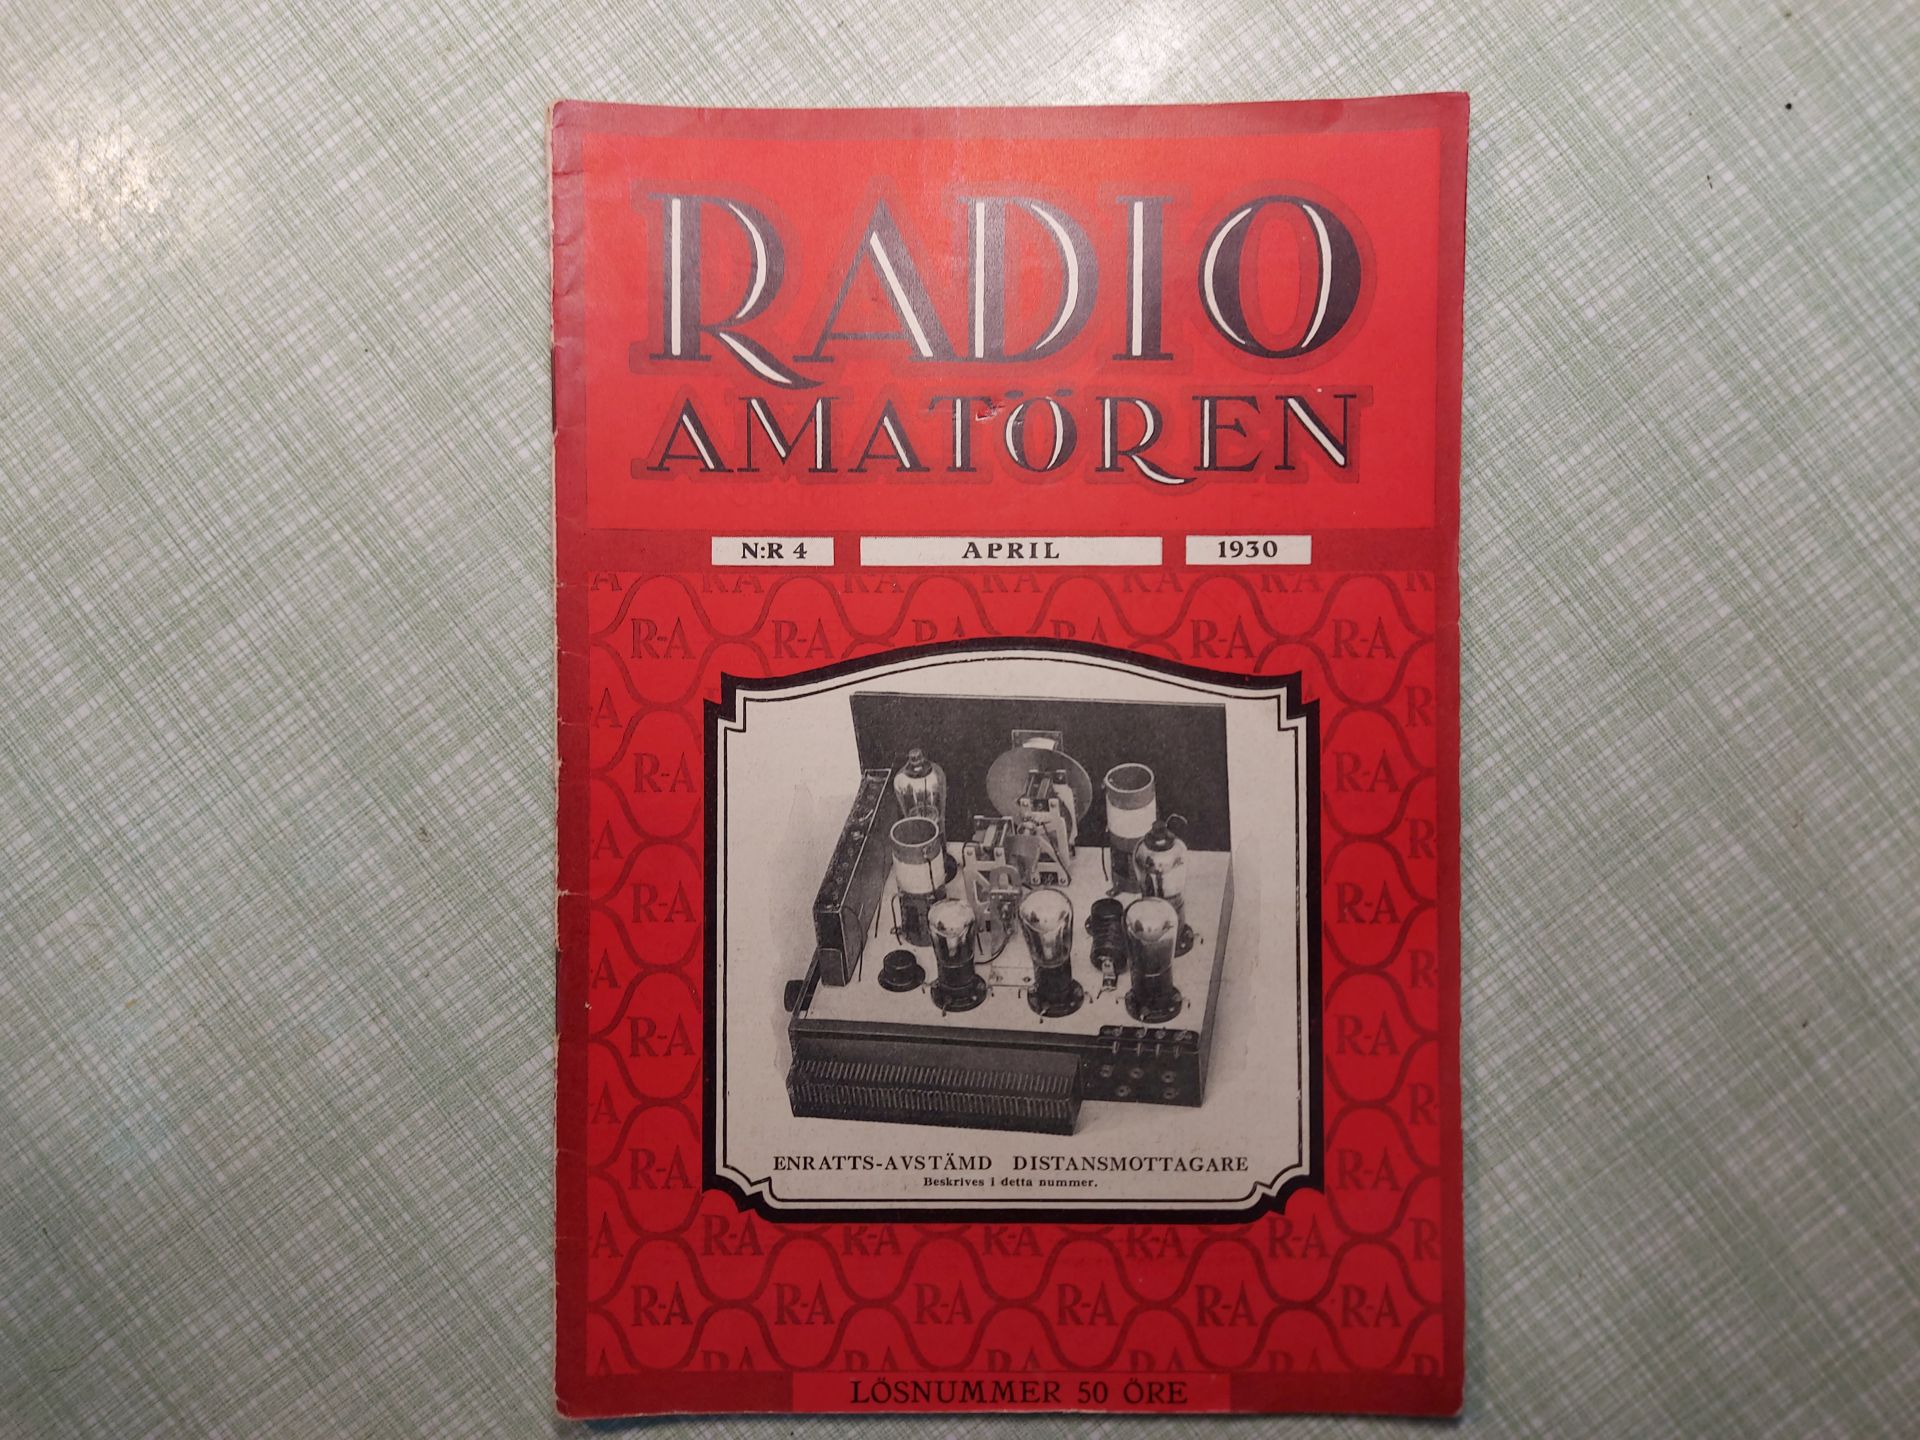 RADIO
AMATÖREN
N:R 4 APRIL 1930
R-A R-A R-A R-A
R-A R-A
R-A R-A
R-A R-A
R-A
R-A R-A R-A R-A R-A
R-A R-A R-A R-A R-A R-A
ENRATTS-AVSTÄMD DISTANSMOTTAGARE
Beskrives i detta nummer.
LÖSNUMMER 50 ÖRE